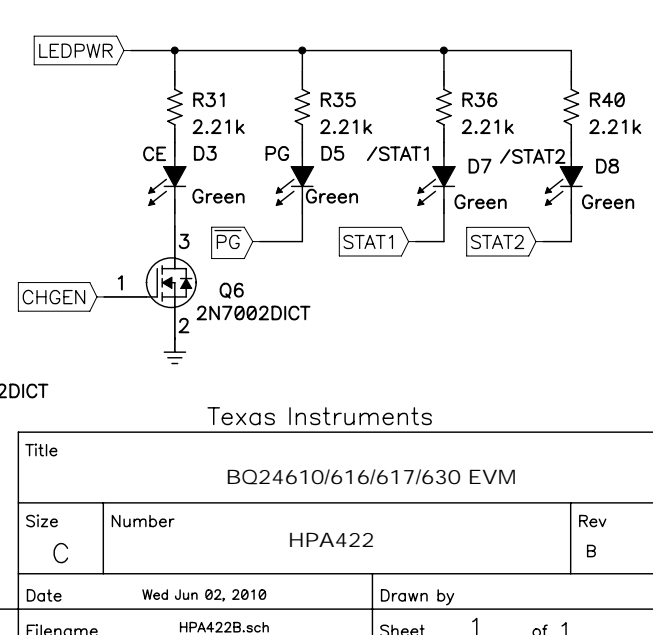 LEDPWR
R31 R35 R36 R40
2.21k 2.21k 2.21k 2.21k
CE D3 PG D5 /STAT1 D7 /STAT2 D8
Green Green Green Green
3 PG STAT1 STAT2
CHGEN 1 Q6
2N7002DICT
2
2DICT
Texas Instruments
Title
BQ24610/616/617/630 EVM
Size Number Rev
C HPA422 B
Date Wed Jun 02, 2010 Drawn by
Filename HPA422B.sch Sheet 1 of 1